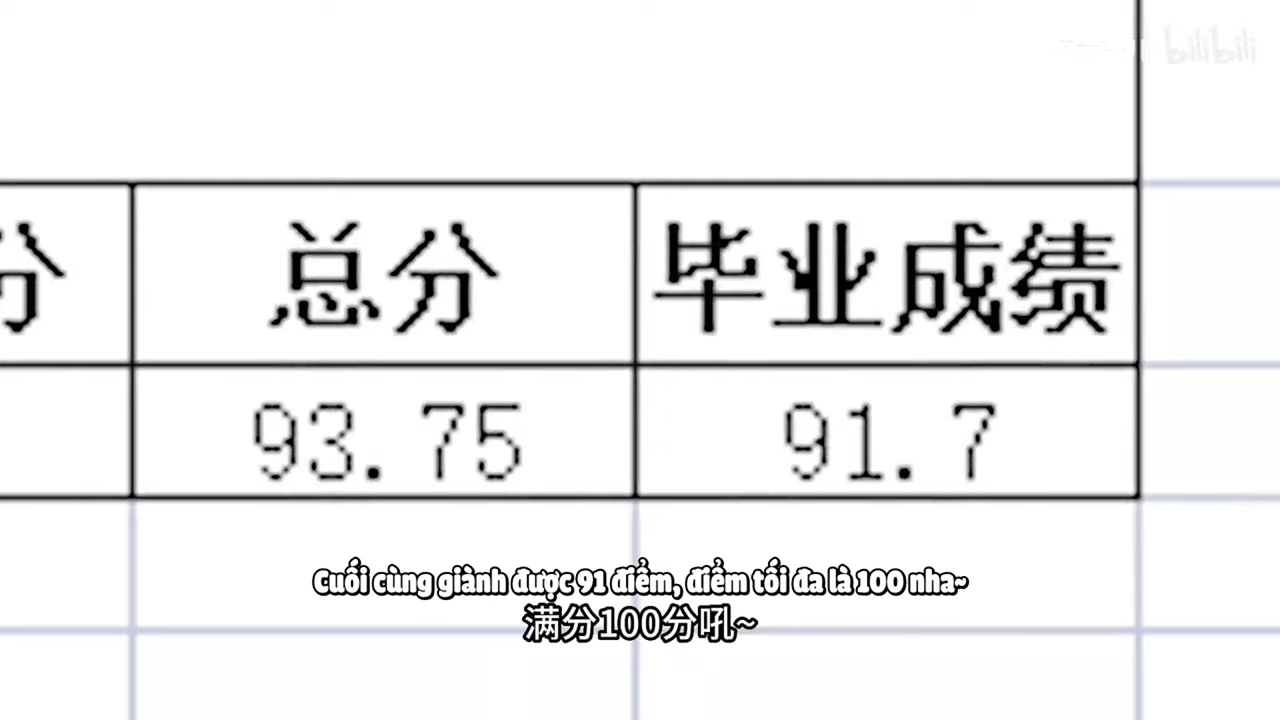 bilibili
分 总分 毕业成绩
93.75 91.7
Cuối cùng giành được 91 điểm, điểm tối đa là 100 nha~
满分100分吼~